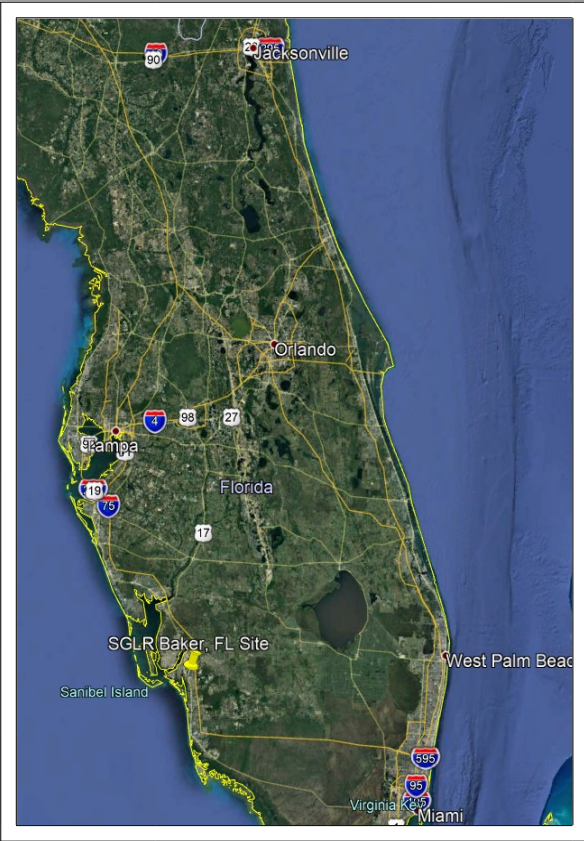 90
Jacksonville
Orlando
4
98
27
Tampa
19
75
Florida
17
SGLR Baker, FL Site
West Palm Beac
Sanibel Island
595
95
Virginia Key
Miami